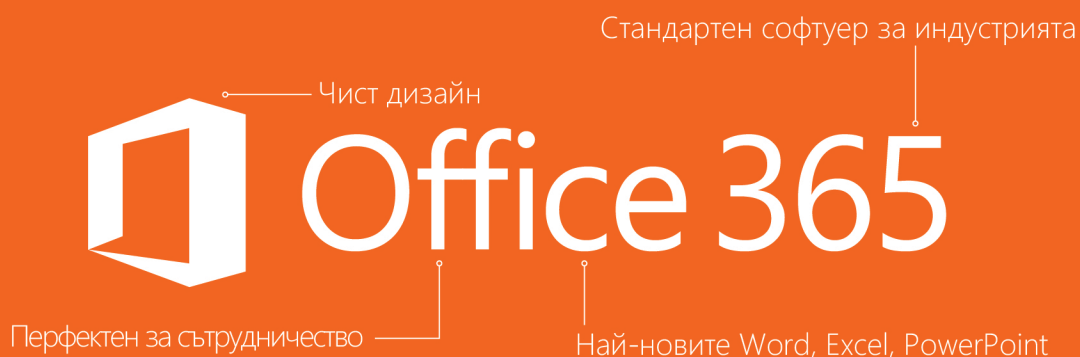 Стандартен софтуер за индустрията
Чист дизайн
Office 365
Перфектен за сътрудничество
Най-новите Word, Excel, PowerPoint